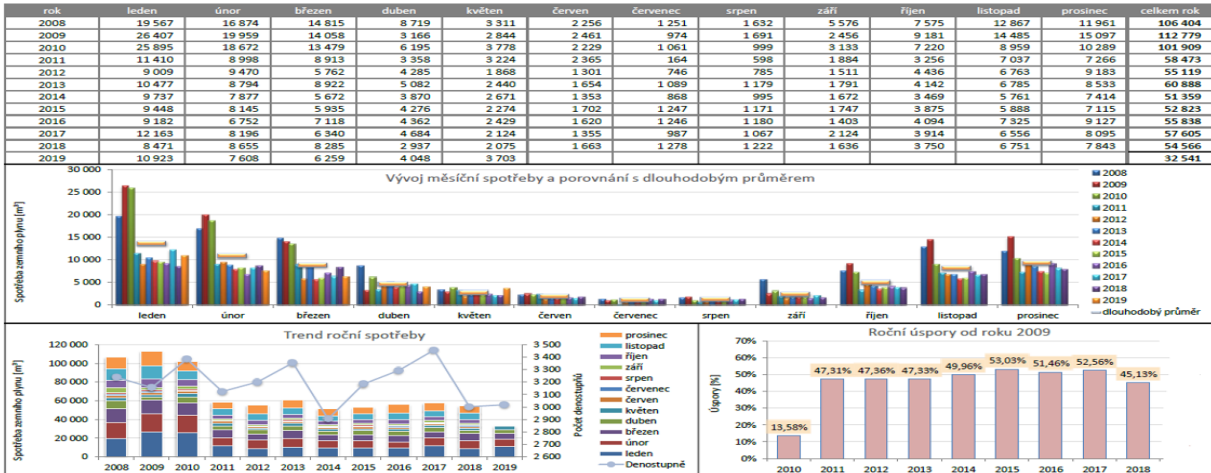 rok leden únor březen duben květen březen červenec srpen září říjen listopad prosinec celkem rok
2008 19 567 16 874 14 815 8 719 3 311 2 256 1 251 1 632 5 576 7 575 12 867 11 961 106 404
2009 26 407 19 959 14 058 3 166 2 844 2 461 974 1 691 2 456 9 181 14 485 15 097 112 779
2010 25 895 18 672 13 479 6 195 3 778 2 229 1 061 999 3 133 7 220 8 959 10 289 101 909
2011 11 410 8 998 8 913 3 358 3 224 2 365 164 598 1 884 3 256 7 037 7 266 58 473
2012 9 009 9 470 5 762 4 285 1 868 1 301 746 785 1 511 4 436 6 763 9 183 55 119
2013 10 477 8 794 8 922 5 082 2 440 1 654 1 089 1 179 1 791 4 142 6 785 8 533 60 888
2014 9 737 7 877 5 672 3 870 2 671 1 353 868 995 1 672 3 469 5 761 7 414 51 359
2015 9 448 8 145 5 935 4 276 2 274 1 702 1 247 1 171 1 747 3 875 5 888 7 115 52 823
2016 9 182 6 752 7 118 4 362 2 429 1 620 1 246 1 180 1 403 4 094 7 325 9 127 55 838
2017 12 163 8 196 6 340 4 684 2 124 1 355 987 1 067 2 124 3 914 6 556 8 095 57 605
2018 8 471 8 655 8 285 2 937 2 075 1 663 1 278 1 222 1 636 3 750 6 751 7 843 54 566
2019 10 923 7 608 6 259 4 048 3 703 32 541
Vývoj měsíční spotřeby a porovnání s dlouhodobým průměrem
Spotřeba zemního plynu [m³]
30 000
25 000
20 000
15 000
10 000
5 000
0
leden únor březen duben květen červen červenec srpen září říjen listopad prosinec
2008
2009
2010
2011
2012
2013
2014
2015
2016
2017
2018
2019
dlouhodobý průměr
Trend roční spotřeby
Spotřeba zemního plynu [m³]
120 000
100 000
80 000
60 000
40 000
20 000
0
2008 2009 2010 2011 2012 2013 2014 2015 2016 2017 2018 2019
3 500
3 400
3 300
3 200
3 100
3 000
2 900
2 800
2 700
2 600
Počet denostupňů
prosinec
listopad
říjen
září
srpen
červenec
červen
květen
duben
březen
únor
leden
Denostupně
Roční úspory od roku 2009
Úspory [%]
70%
60%
50%
40%
30%
20%
10%
0%
13,58% 47,31% 47,36% 47,33% 49,96% 53,03% 51,46% 52,56% 45,13%
2010 2011 2012 2013 2014 2015 2016 2017 2018